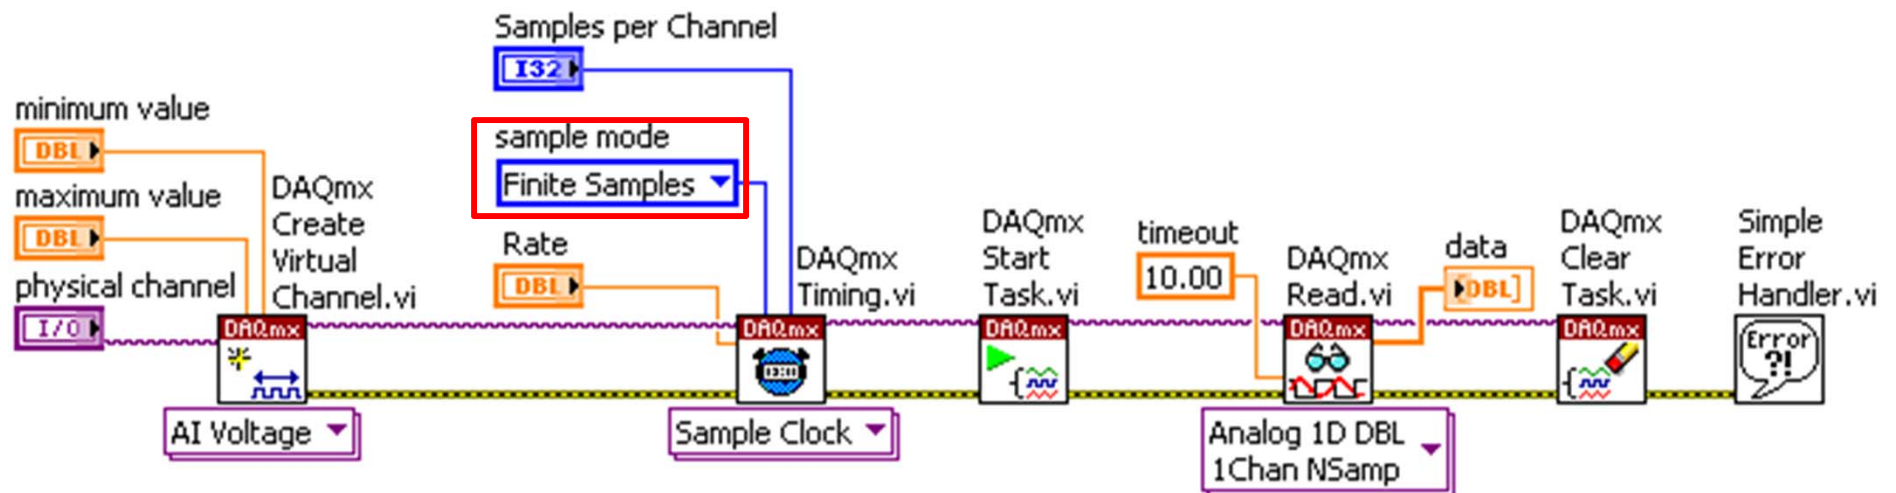 Samples per Channel
I32
minimum value
DBL
sample mode
Finite Samples
maximum value
DBL
DAQmx
Create
Virtual
Channel.vi
Rate
DBL
physical channel
I/O
DAQmx
Timing.vi
DAQmx
Start
Task.vi
timeout
10.00
DAQmx
Read.vi
data
[DBL]
DAQmx
Clear
Task.vi
Simple
Error
Handler.vi
DAQmx
DAQmx
DAQmx
DAQmx
DAQmx
Error
?!
AI Voltage
Sample Clock
Analog 1D DBL
1Chan NSamp